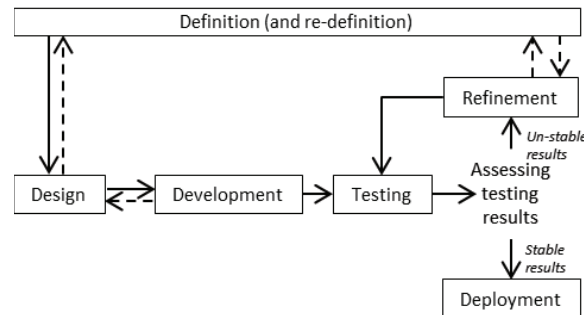 Definition (and re-definition)
Refinement
Un-stable
results
Design
Development
Testing
Assessing
testing
results
Stable
results
Deployment